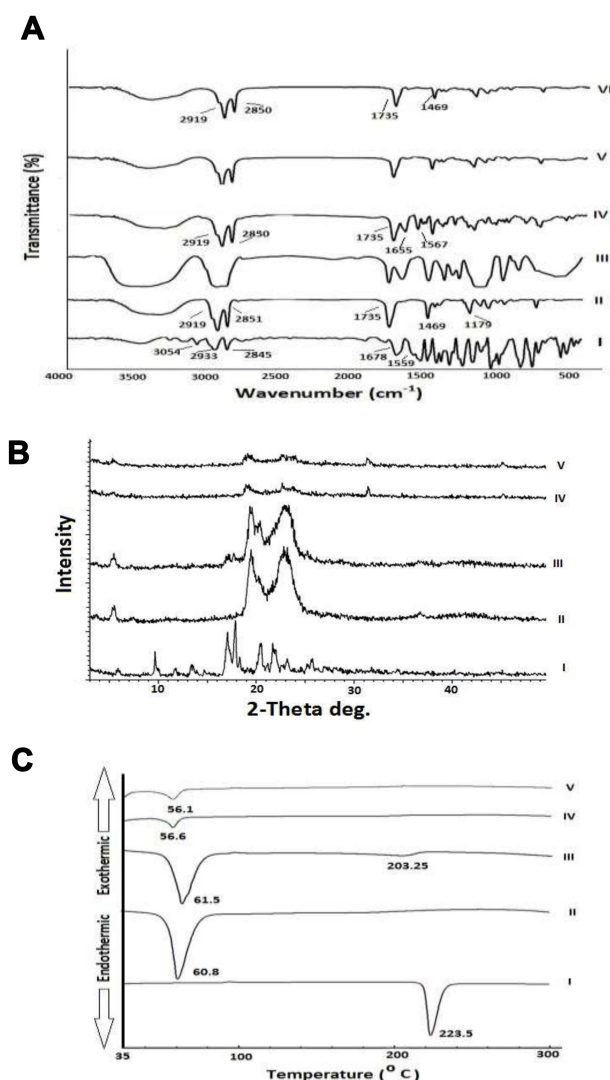 A
Transmittance (%)
VI
2919
2850
1735
1469
V
IV
2919
2850
1735
1655
1567
III
II
2919
2851
1735
1469
1179
I
3054
2933
2845
1678
1559
4000 3500 3000 2500 2000 1500 1000 500
Wavenumber (cm⁻¹)
B
Intensity
V
IV
III
II
I
10 20 30 40
2-Theta deg.
C
Exothermic
Endothermic
V
56.1
IV
56.6
III
203.25
61.5
II
60.8
I
223.5
35 100 200 300
Temperature (°C)